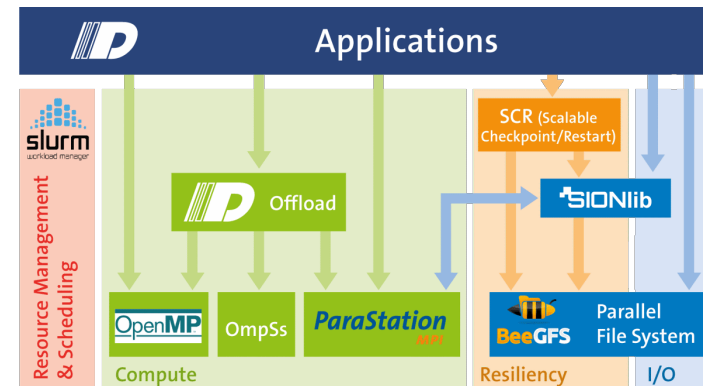 Applications
slurm
workload manager
Resource Management
& Scheduling
SCR (Scalable
Checkpoint/Restart)
D Offload
SIONlib
OpenMP
OmpSs
ParaStation
MPI
BeeGFS
Parallel
File System
Compute
Resiliency
I/O